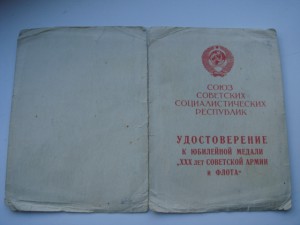 СОЮЗ
СОВЕТСКИХ
СОЦИАЛИСТИЧЕСКИХ
РЕСПУБЛИК
УДОСТОВЕРЕНИЕ
К ЮБИЛЕЙНОЙ МЕДАЛИ
„XXX ЛЕТ СОВЕТСКОЙ АРМИИ
И ФЛОТА“